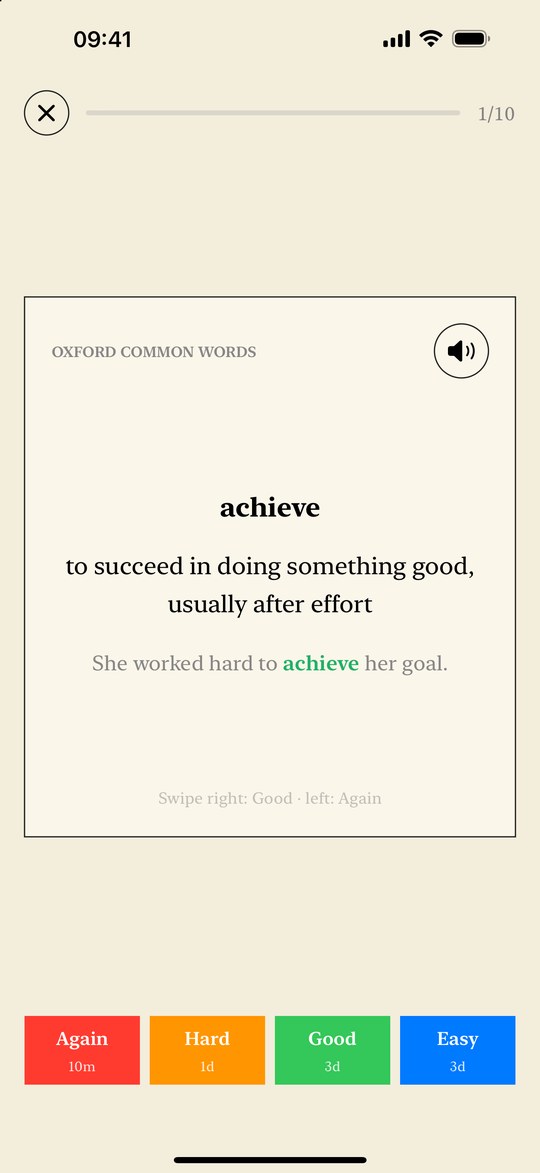 09:41
1/10
OXFORD COMMON WORDS
achieve
to succeed in doing something good,
usually after effort
She worked hard to achieve her goal.
Swipe right: Good · left: Again
Again
10m
Hard
1d
Good
3d
Easy
3d